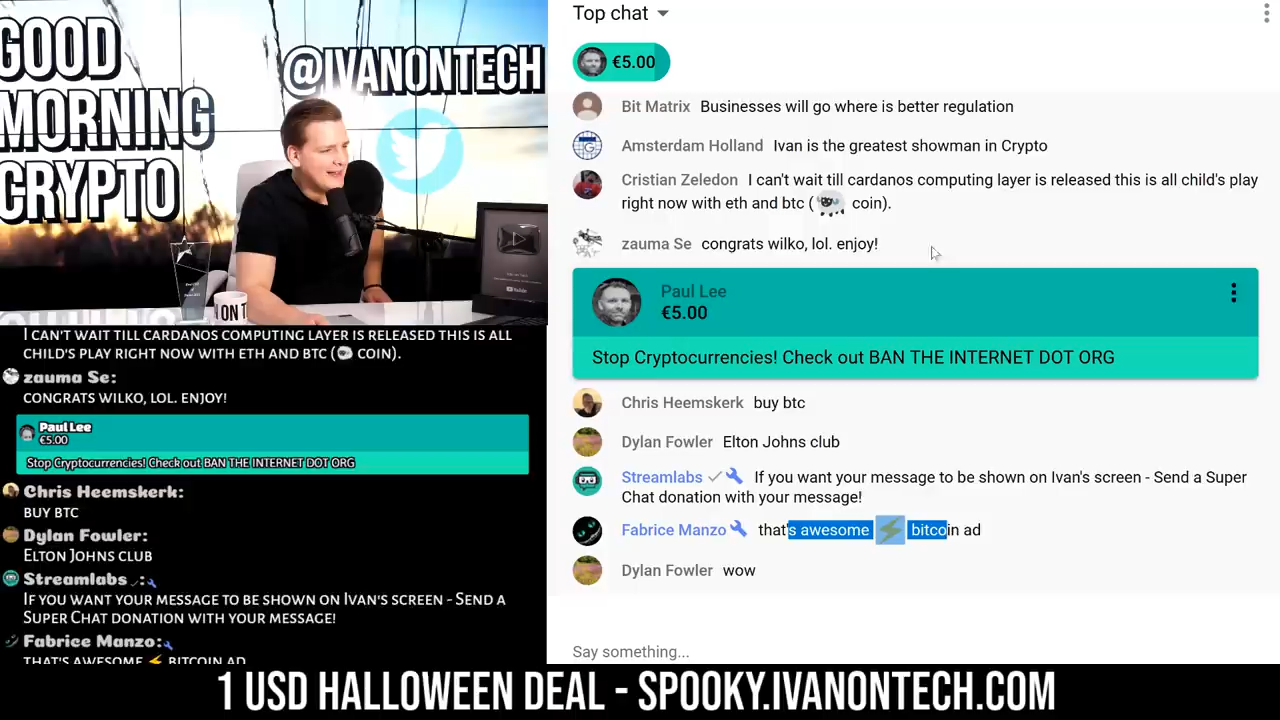 GOOD
MORNING
CRYPTO
@IVANONTECH
I CAN'T WAIT TILL CARDANOS COMPUTING LAYER IS RELEASED THIS IS ALL
CHILD'S PLAY RIGHT NOW WITH ETH AND BTC ( COIN).
zauma Se:
CONGRATS WILKO, LOL. ENJOY!
Paul Lee
€5.00
Stop Cryptocurrencies! Check out BAN THE INTERNET DOT ORG
Chris Heemskerk:
BUY BTC
Dylan Fowler:
ELTON JOHNS CLUB
Streamlabs :
IF YOU WANT YOUR MESSAGE TO BE SHOWN ON IVAN'S SCREEN - SEND A
SUPER CHAT DONATION WITH YOUR MESSAGE!
Fabrice Manzo:
THAT'S AWESOME ⚡ BITCOIN AD
Top chat
€5.00
Bit Matrix Businesses will go where is better regulation
Amsterdam Holland Ivan is the greatest showman in Crypto
Cristian Zeledon I can't wait till cardanos computing layer is released this is all child's play
right now with eth and btc (🐑 coin).
zauma Se congrats wilko, lol. enjoy!
Paul Lee
€5.00
Stop Cryptocurrencies! Check out BAN THE INTERNET DOT ORG
Chris Heemskerk buy btc
Dylan Fowler Elton Johns club
Streamlabs If you want your message to be shown on Ivan's screen - Send a Super
Chat donation with your message!
Fabrice Manzo that's awesome ⚡ bitcoin ad
Dylan Fowler wow
Say something...
1 USD HALLOWEEN DEAL - SPOOKY.IVANONTECH.COM